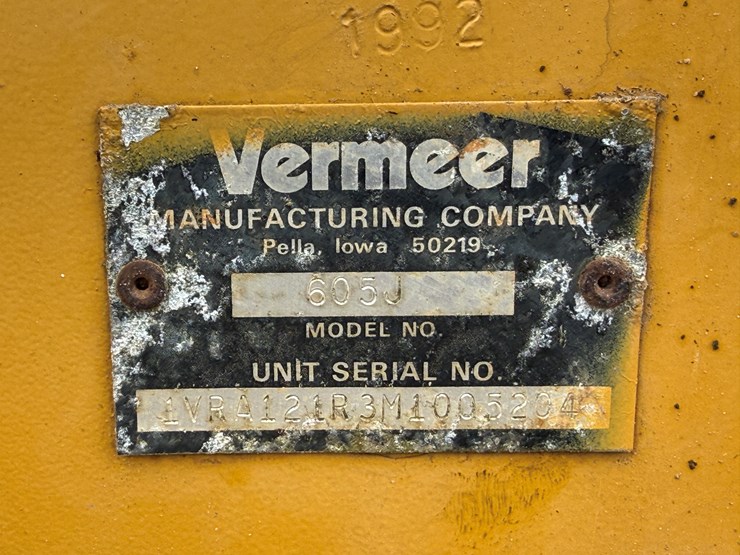 1992
Vermeer
MANUFACTURING COMPANY
Pella, Iowa 50219
605J
MODEL NO.
UNIT SERIAL NO.
1VRA121R3M1005204